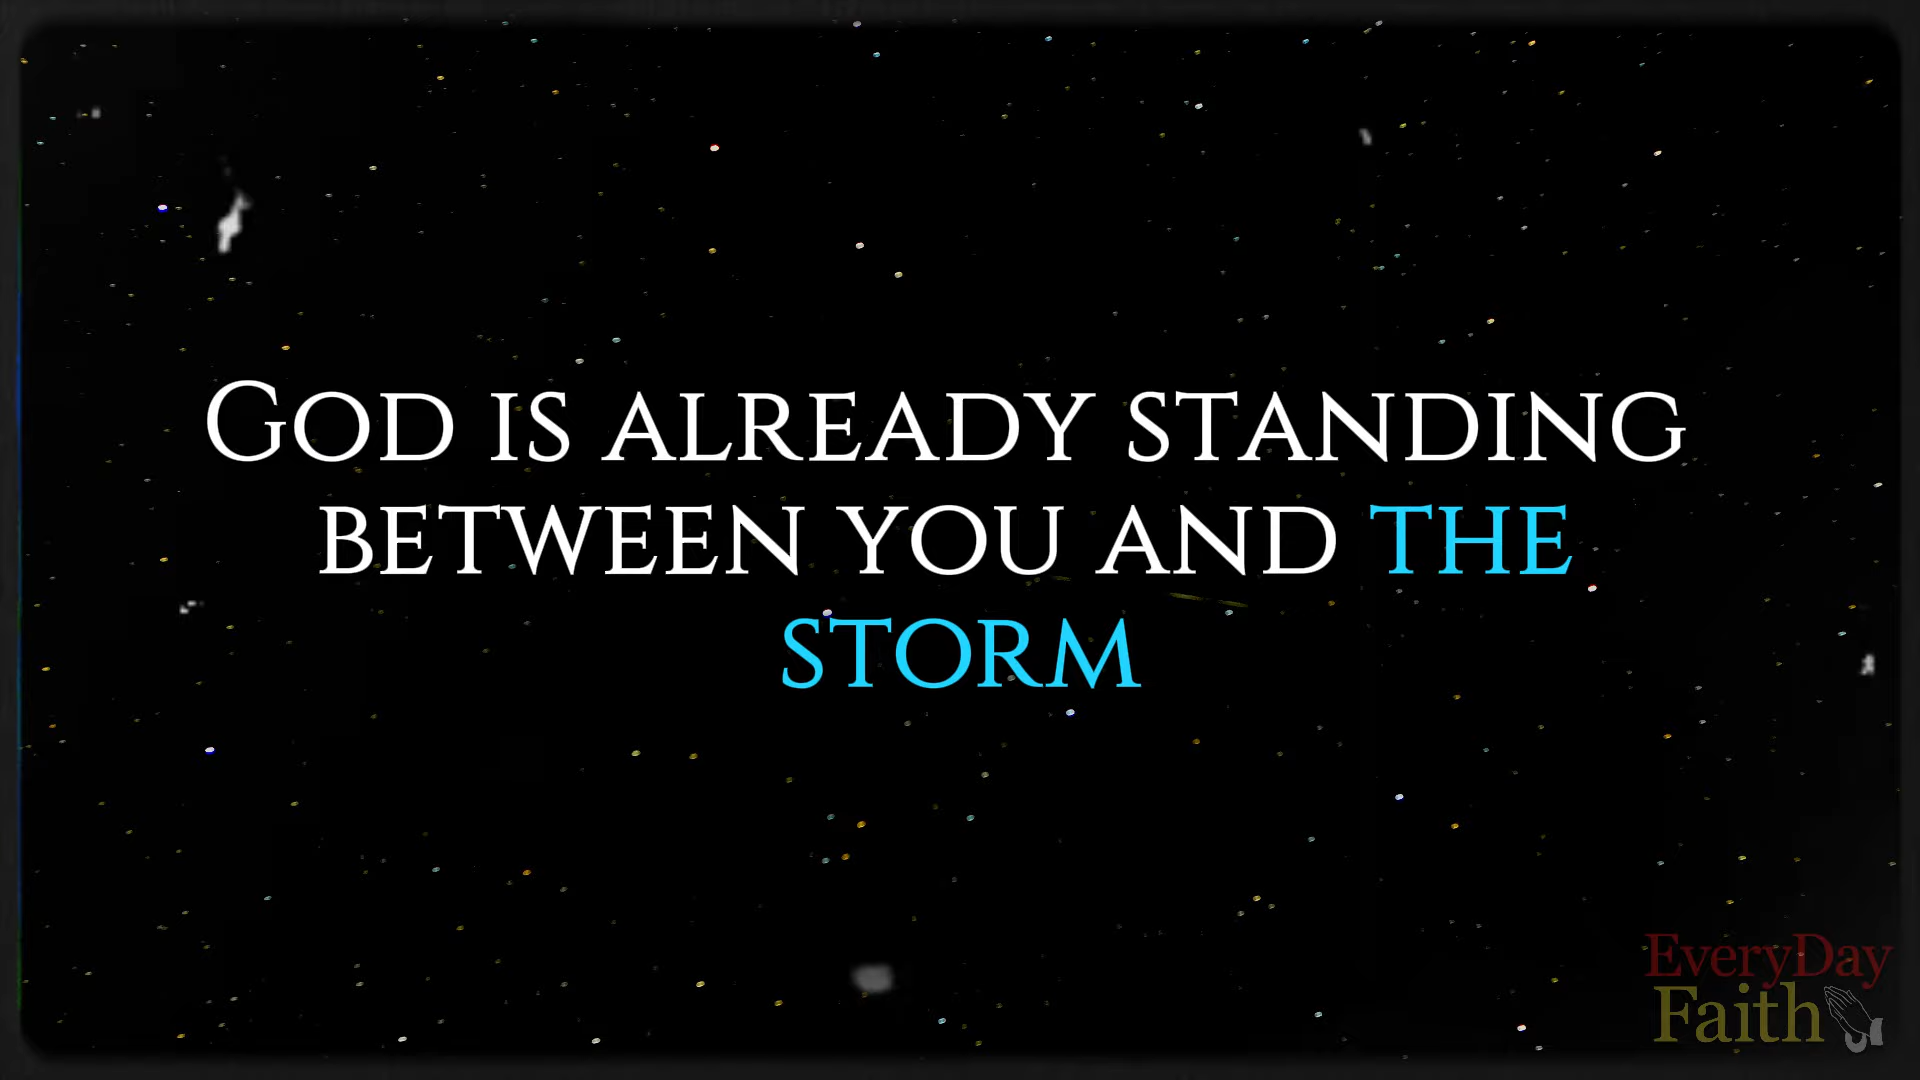 God is already standing
between you and the
storm
EveryDay
Faith